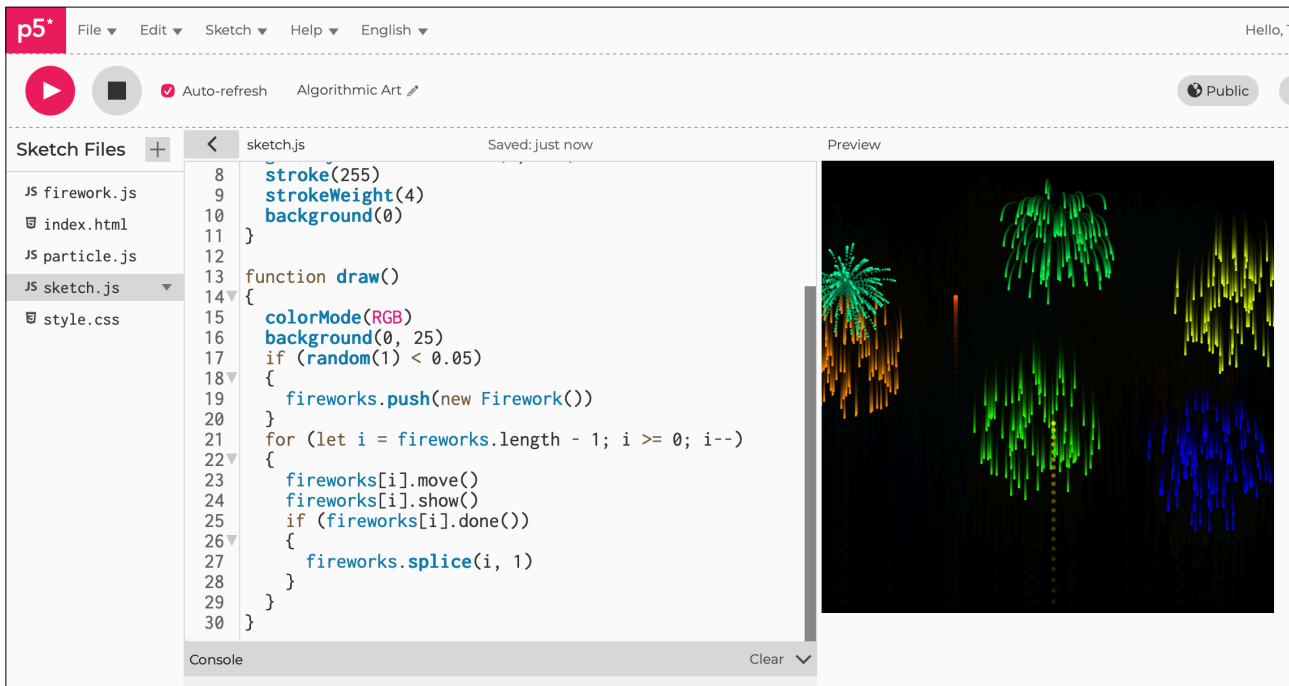 p5* File Edit Sketch Help English Hello,
Auto-refresh Algorithmic Art Public
Sketch Files + sketch.js Saved: just now Preview
JS firework.js
index.html
JS particle.js
JS sketch.js
style.css
8 stroke(255)
9 strokeWeight(4)
10 background(0)
11 }
12
13 function draw()
14 {
15 colorMode(RGB)
16 background(0, 25)
17 if (random(1) < 0.05)
18 {
19 fireworks.push(new Firework())
20 }
21 for (let i = fireworks.length - 1; i >= 0; i--)
22 {
23 fireworks[i].move()
24 fireworks[i].show()
25 if (fireworks[i].done())
26 {
27 fireworks.splice(i, 1)
28 }
29 }
30 }
Console Clear